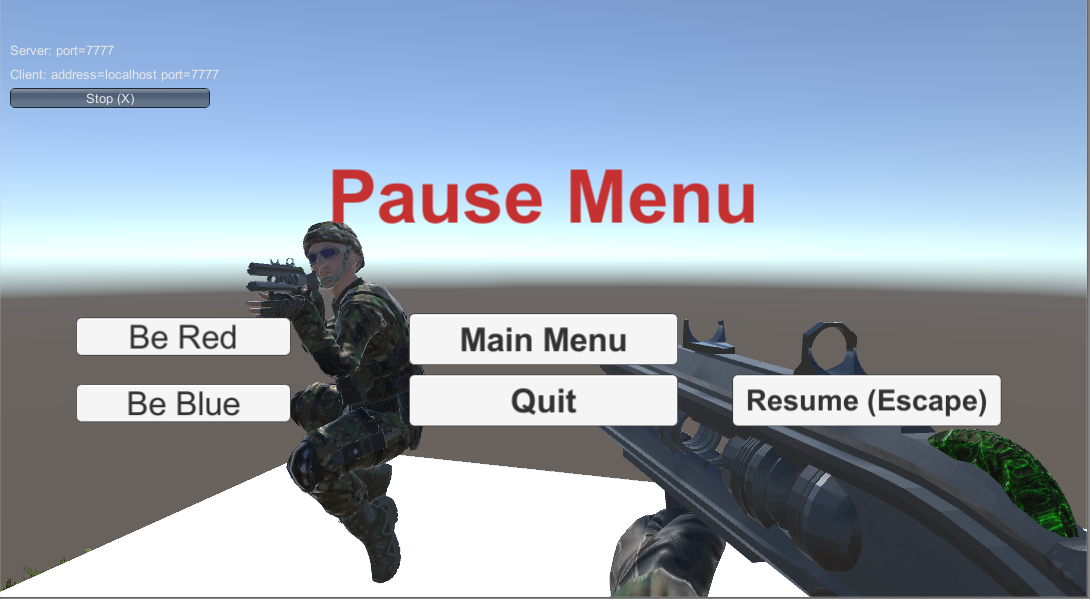 Server: port=7777
Client: address=localhost port=7777
Stop (X)
Pause Menu
Be Red
Main Menu
Be Blue
Quit
Resume (Escape)